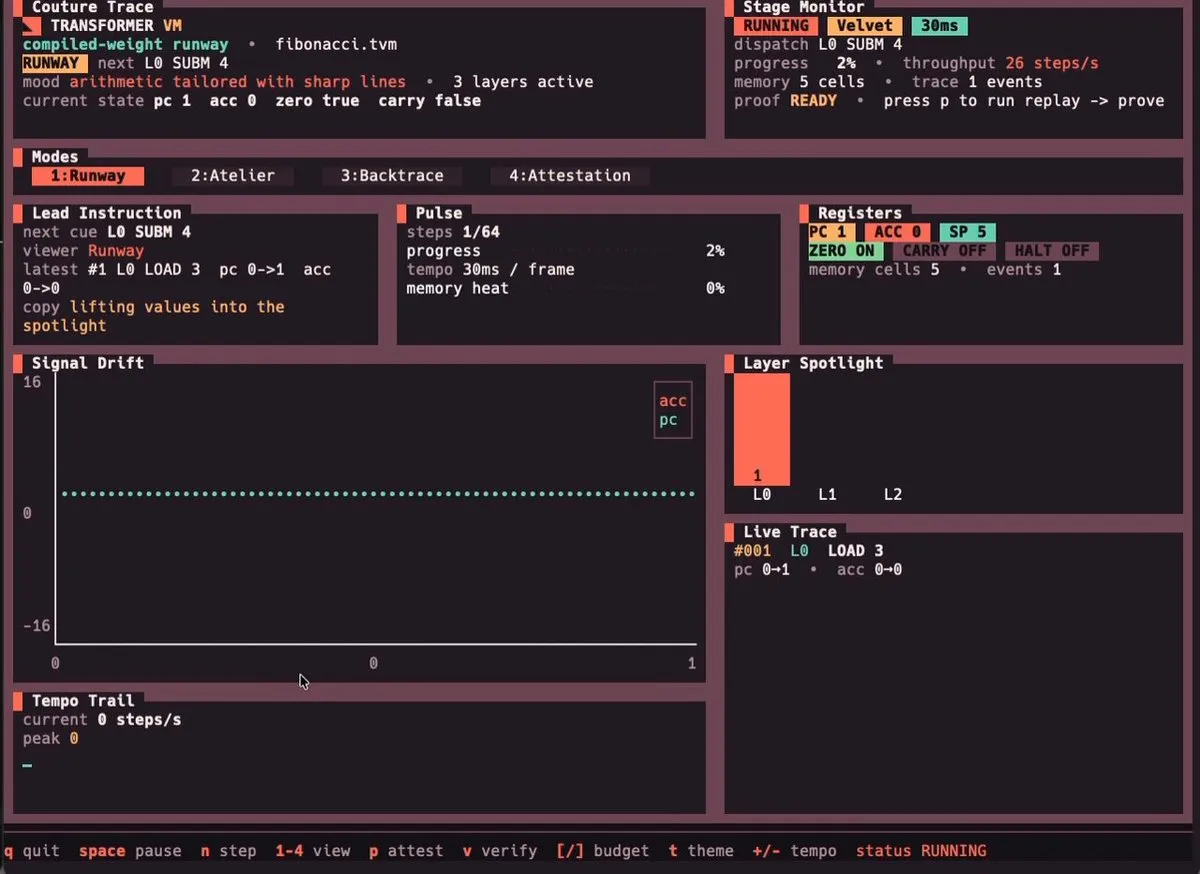 Couture Trace
TRANSFORMER VM
compiled-weight runway • fibonacci.tvm
RUNWAY next L0 SUBM 4
mood arithmetic tailored with sharp lines • 3 layers active
current state pc 1 acc 0 zero true carry false
Stage Monitor
RUNNING Velvet 30ms
dispatch L0 SUBM 4
progress 2% • throughput 26 steps/s
memory 5 cells • trace 1 events
proof READY • press p to run replay -> prove
Modes
1:Runway 2:Atelier 3:Backtrace 4:Attestation
Lead Instruction
next cue L0 SUBM 4
viewer Runway
latest #1 L0 LOAD 3 pc 0->1 acc
0->0
copy lifting values into the
spotlight
Pulse
steps 1/64
progress 2%
tempo 30ms / frame
memory heat 0%
Registers
PC 1 ACC 0 SP 5
ZERO ON CARRY OFF HALT OFF
memory cells 5 • events 1
Signal Drift
16
acc
pc
0
-16
0 0 1
Layer Spotlight
1
L0 L1 L2
Live Trace
#001 L0 LOAD 3
pc 0→1 • acc 0→0
Tempo Trail
current 0 steps/s
peak 0
q quit space pause n step 1-4 view p attest v verify [/] budget t theme +/- tempo status RUNNING